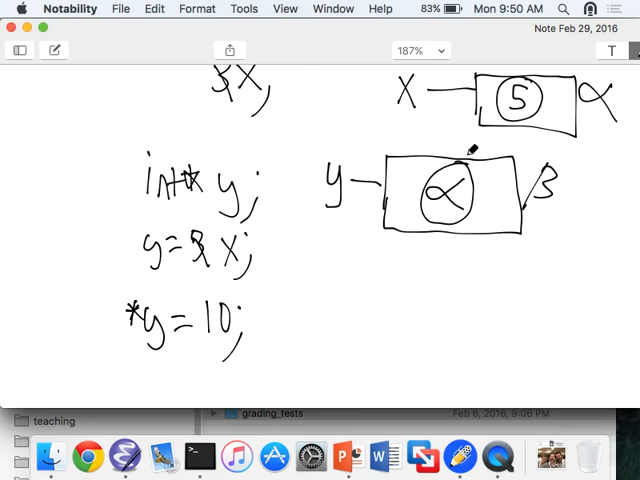 Notability File Edit Format Tools View Window Help 83% Mon 9:50 AM
Note Feb 29, 2016
187% T
&X;
X 5 α
int* y; y α β
y = &X;
*y = 10;
teaching grading_tests Feb 6, 2016, 9:06 PM